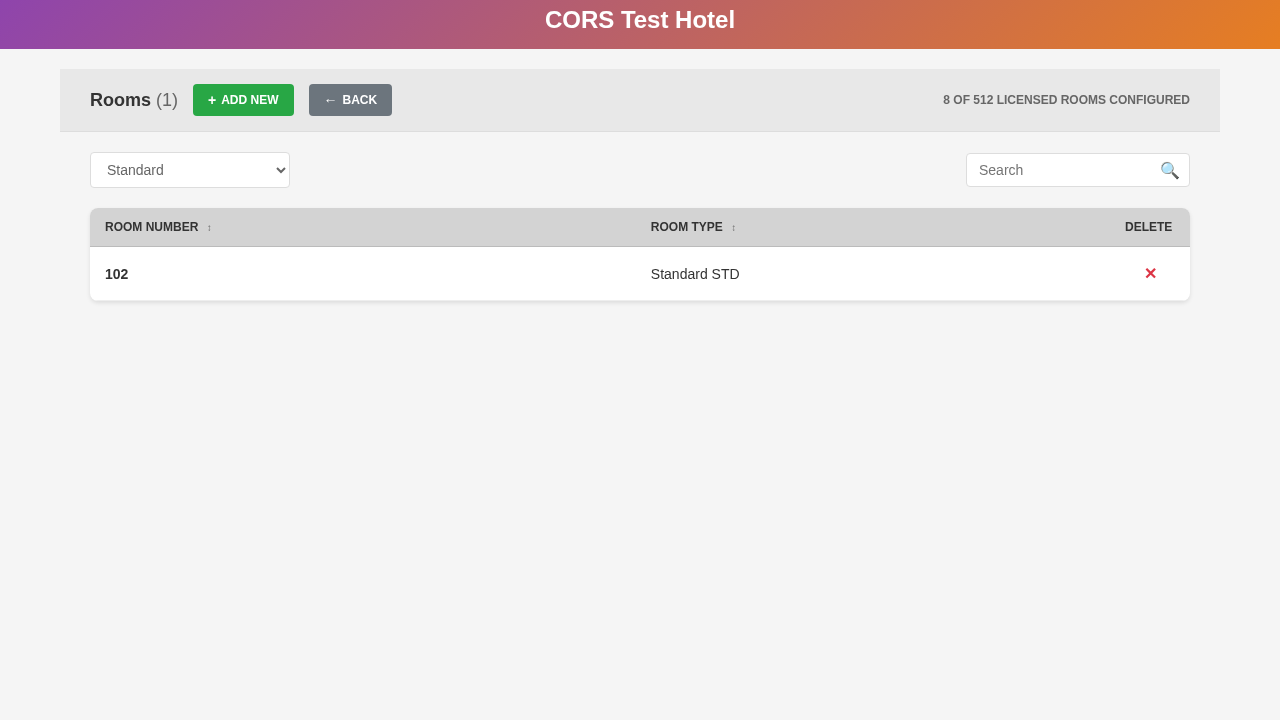 CORS Test Hotel
Rooms (1) + ADD NEW ← BACK 8 OF 512 LICENSED ROOMS CONFIGURED
Standard Search
ROOM NUMBER ROOM TYPE DELETE
102 Standard STD ✕